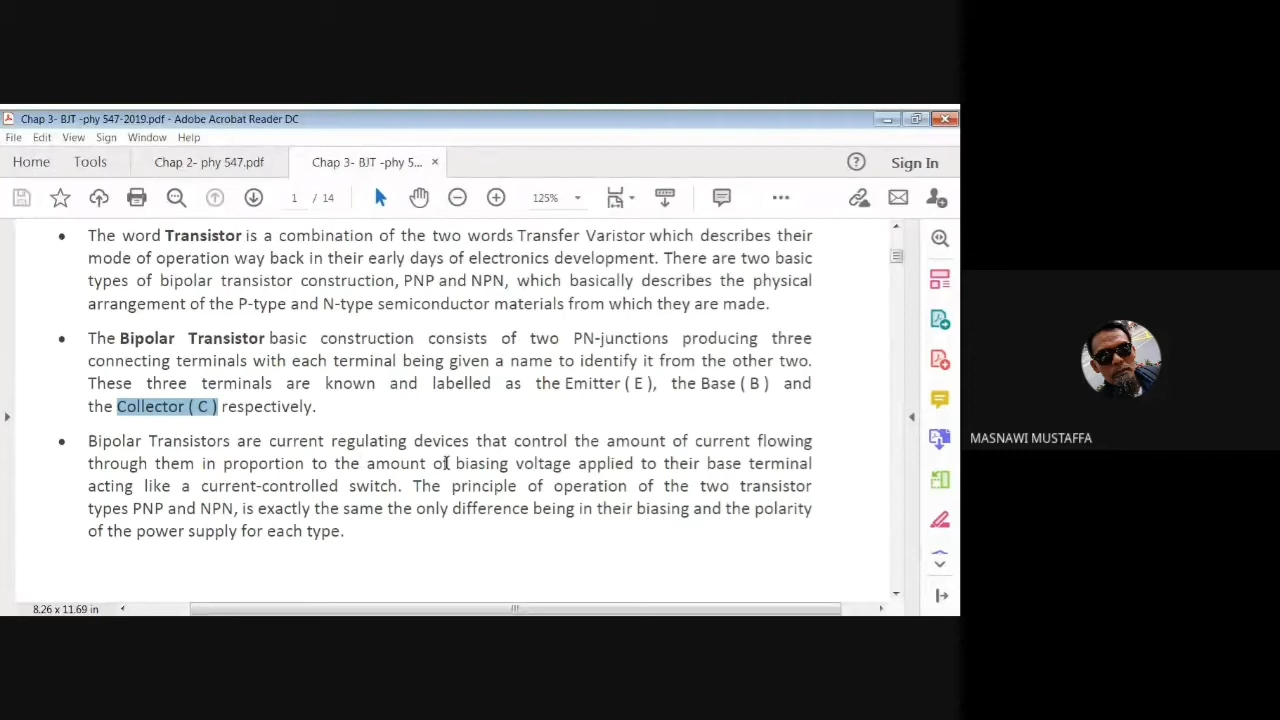 Chap 3- BJT -phy 547-2019.pdf - Adobe Acrobat Reader DC
File Edit View Sign Window Help
Home Tools Chap 2- phy 547.pdf Chap 3- BJT -phy 5... × Sign In
1 / 14 125%
• The word Transistor is a combination of the two words Transfer Varistor which describes their
mode of operation way back in their early days of electronics development. There are two basic
types of bipolar transistor construction, PNP and NPN, which basically describes the physical
arrangement of the P-type and N-type semiconductor materials from which they are made.
• The Bipolar Transistor basic construction consists of two PN-junctions producing three
connecting terminals with each terminal being given a name to identify it from the other two.
These three terminals are known and labelled as the Emitter ( E ), the Base ( B ) and
the Collector ( C ) respectively.
MASNAWI MUSTAFFA
• Bipolar Transistors are current regulating devices that control the amount of current flowing
through them in proportion to the amount of biasing voltage applied to their base terminal
acting like a current-controlled switch. The principle of operation of the two transistor
types PNP and NPN, is exactly the same the only difference being in their biasing and the polarity
of the power supply for each type.
8.26 x 11.69 in